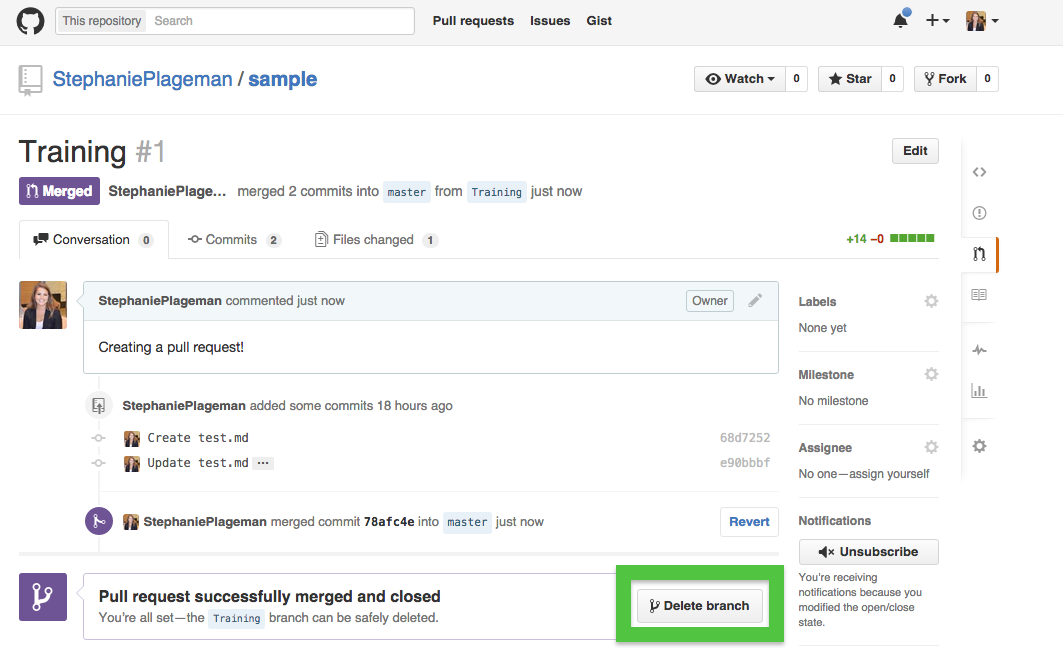 This repository Search Pull requests Issues Gist
StephaniePlageman / sample Watch 0 Star 0 Fork 0
Training #1 Edit
Merged StephaniePlage... merged 2 commits into master from Training just now
Conversation 0 Commits 2 Files changed 1 +14 −0
StephaniePlageman commented just now Owner
Creating a pull request!
StephaniePlageman added some commits 18 hours ago
Create test.md 68d7252
Update test.md ... e90bbbf
StephaniePlageman merged commit 78afc4e into master just now Revert
Pull request successfully merged and closed
You're all set—the Training branch can be safely deleted.
Delete branch
Labels
None yet
Milestone
No milestone
Assignee
No one—assign yourself
Notifications
Unsubscribe
You're receiving
notifications because you
modified the open/close
state.